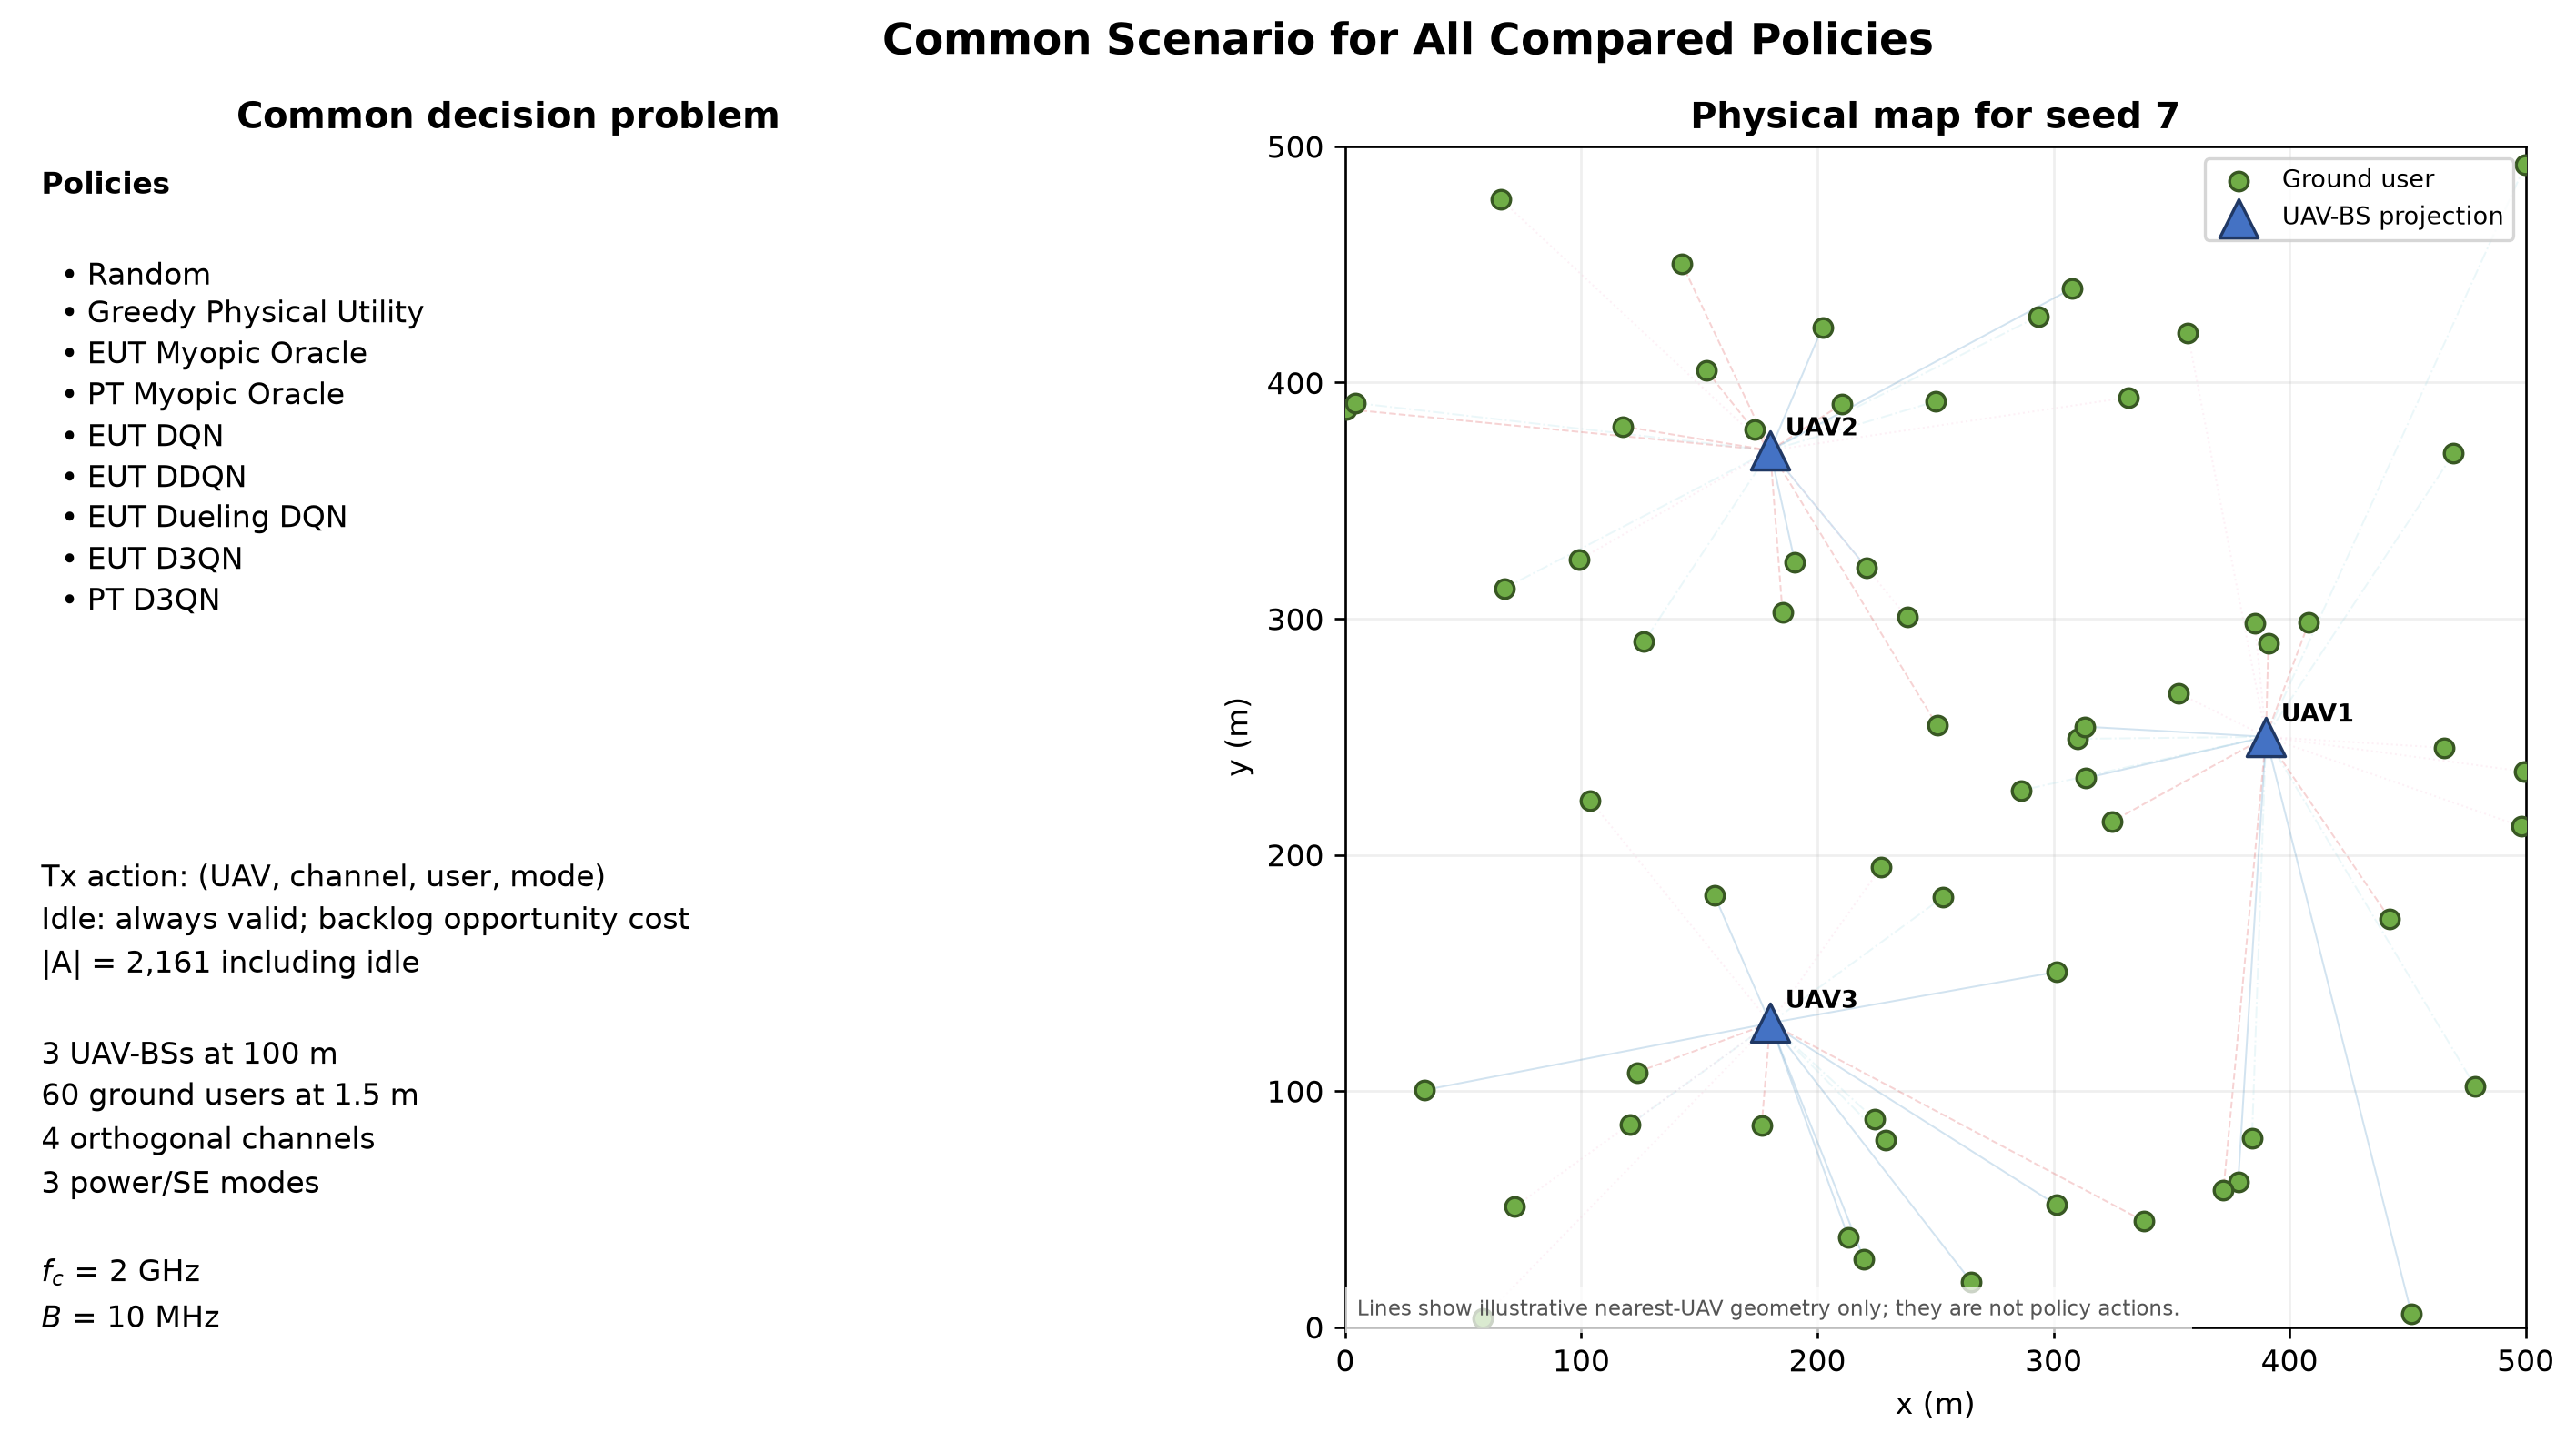 Common Scenario for All Compared Policies
Common decision problem
Policies
• Random
• Greedy Physical Utility
• EUT Myopic Oracle
• PT Myopic Oracle
• EUT DQN
• EUT DDQN
• EUT Dueling DQN
• EUT D3QN
• PT D3QN
Tx action: (UAV, channel, user, mode)
Idle: always valid; backlog opportunity cost
|A| = 2,161 including idle
3 UAV-BSs at 100 m
60 ground users at 1.5 m
4 orthogonal channels
3 power/SE modes
f_c = 2 GHz
B = 10 MHz
Physical map for seed 7
Ground user
UAV-BS projection
UAV2
UAV1
UAV3
Lines show illustrative nearest-UAV geometry only; they are not policy actions.
500
400
300
200
100
0
y (m)
0 100 200 300 400 500
x (m)